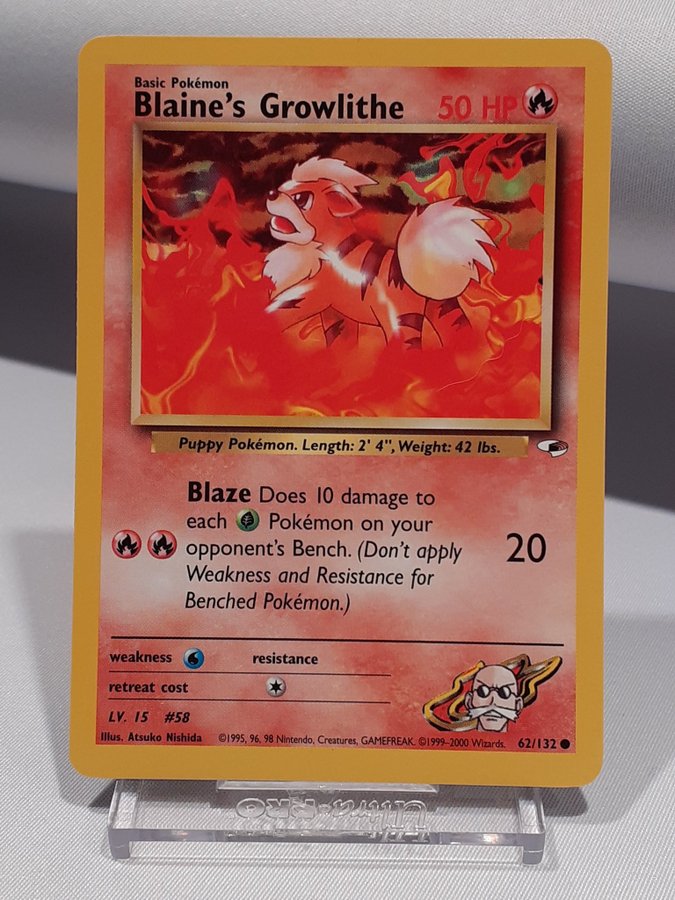 Basic Pokémon
Blaine's Growlithe 50 HP
Puppy Pokémon. Length: 2' 4", Weight: 42 lbs.
Blaze Does 10 damage to
each Pokémon on your
opponent's Bench. (Don't apply
Weakness and Resistance for
Benched Pokémon.)
20
weakness resistance
retreat cost
LV. 15 #58
Illus. Atsuko Nishida ©1995, 96, 98 Nintendo, Creatures, GAMEFREAK. ©1999-2000 Wizards. 62/132
Ultra•PRO